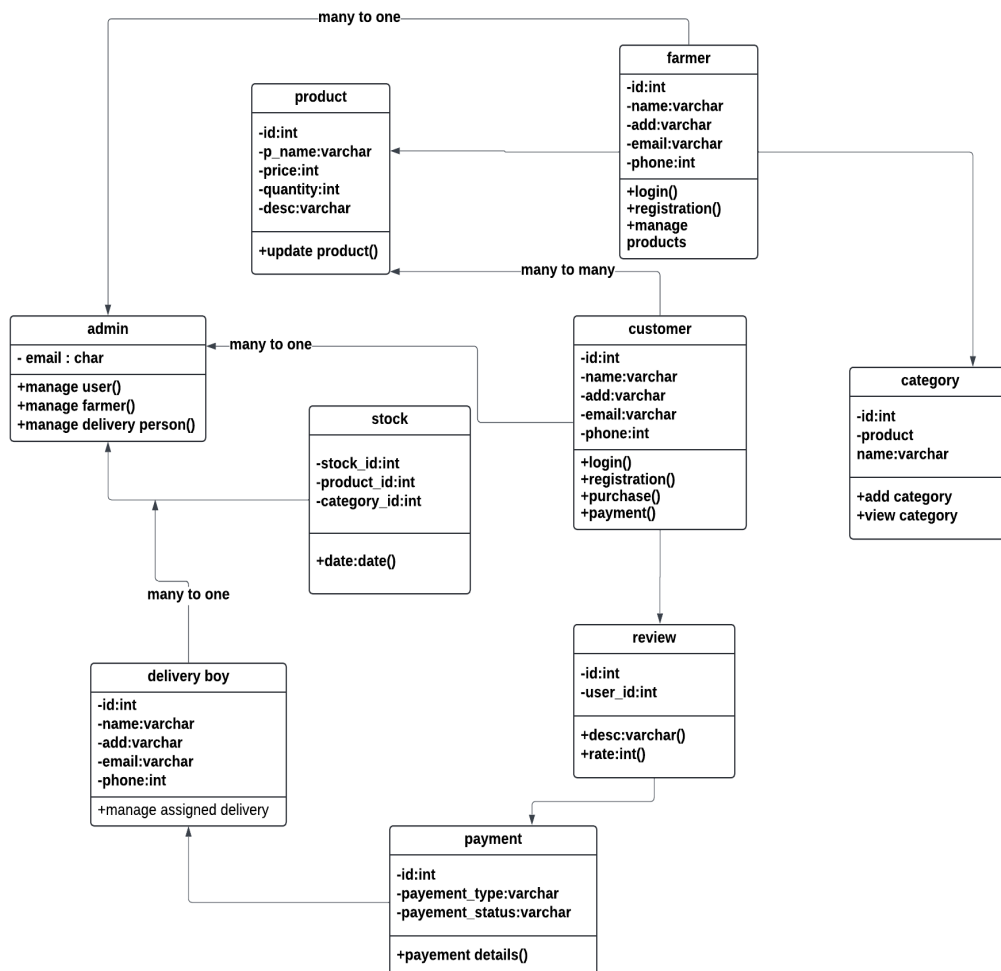 many to one
farmer
-id:int
-name:varchar
-add:varchar
-email:varchar
-phone:int
+login()
+registration()
+manage
products
product
-id:int
-p_name:varchar
-price:int
-quantity:int
-desc:varchar
+update product()
many to many
admin
- email : char
+manage user()
+manage farmer()
+manage delivery person()
many to one
customer
-id:int
-name:varchar
-add:varchar
-email:varchar
-phone:int
+login()
+registration()
+purchase()
+payment()
category
-id:int
-product
name:varchar
+add category
+view category
stock
-stock_id:int
-product_id:int
-category_id:int
+date:date()
many to one
review
-id:int
-user_id:int
+desc:varchar()
+rate:int()
delivery boy
-id:int
-name:varchar
-add:varchar
-email:varchar
-phone:int
+manage assigned delivery
payment
-id:int
-payement_type:varchar
-payement_status:varchar
+payement details()